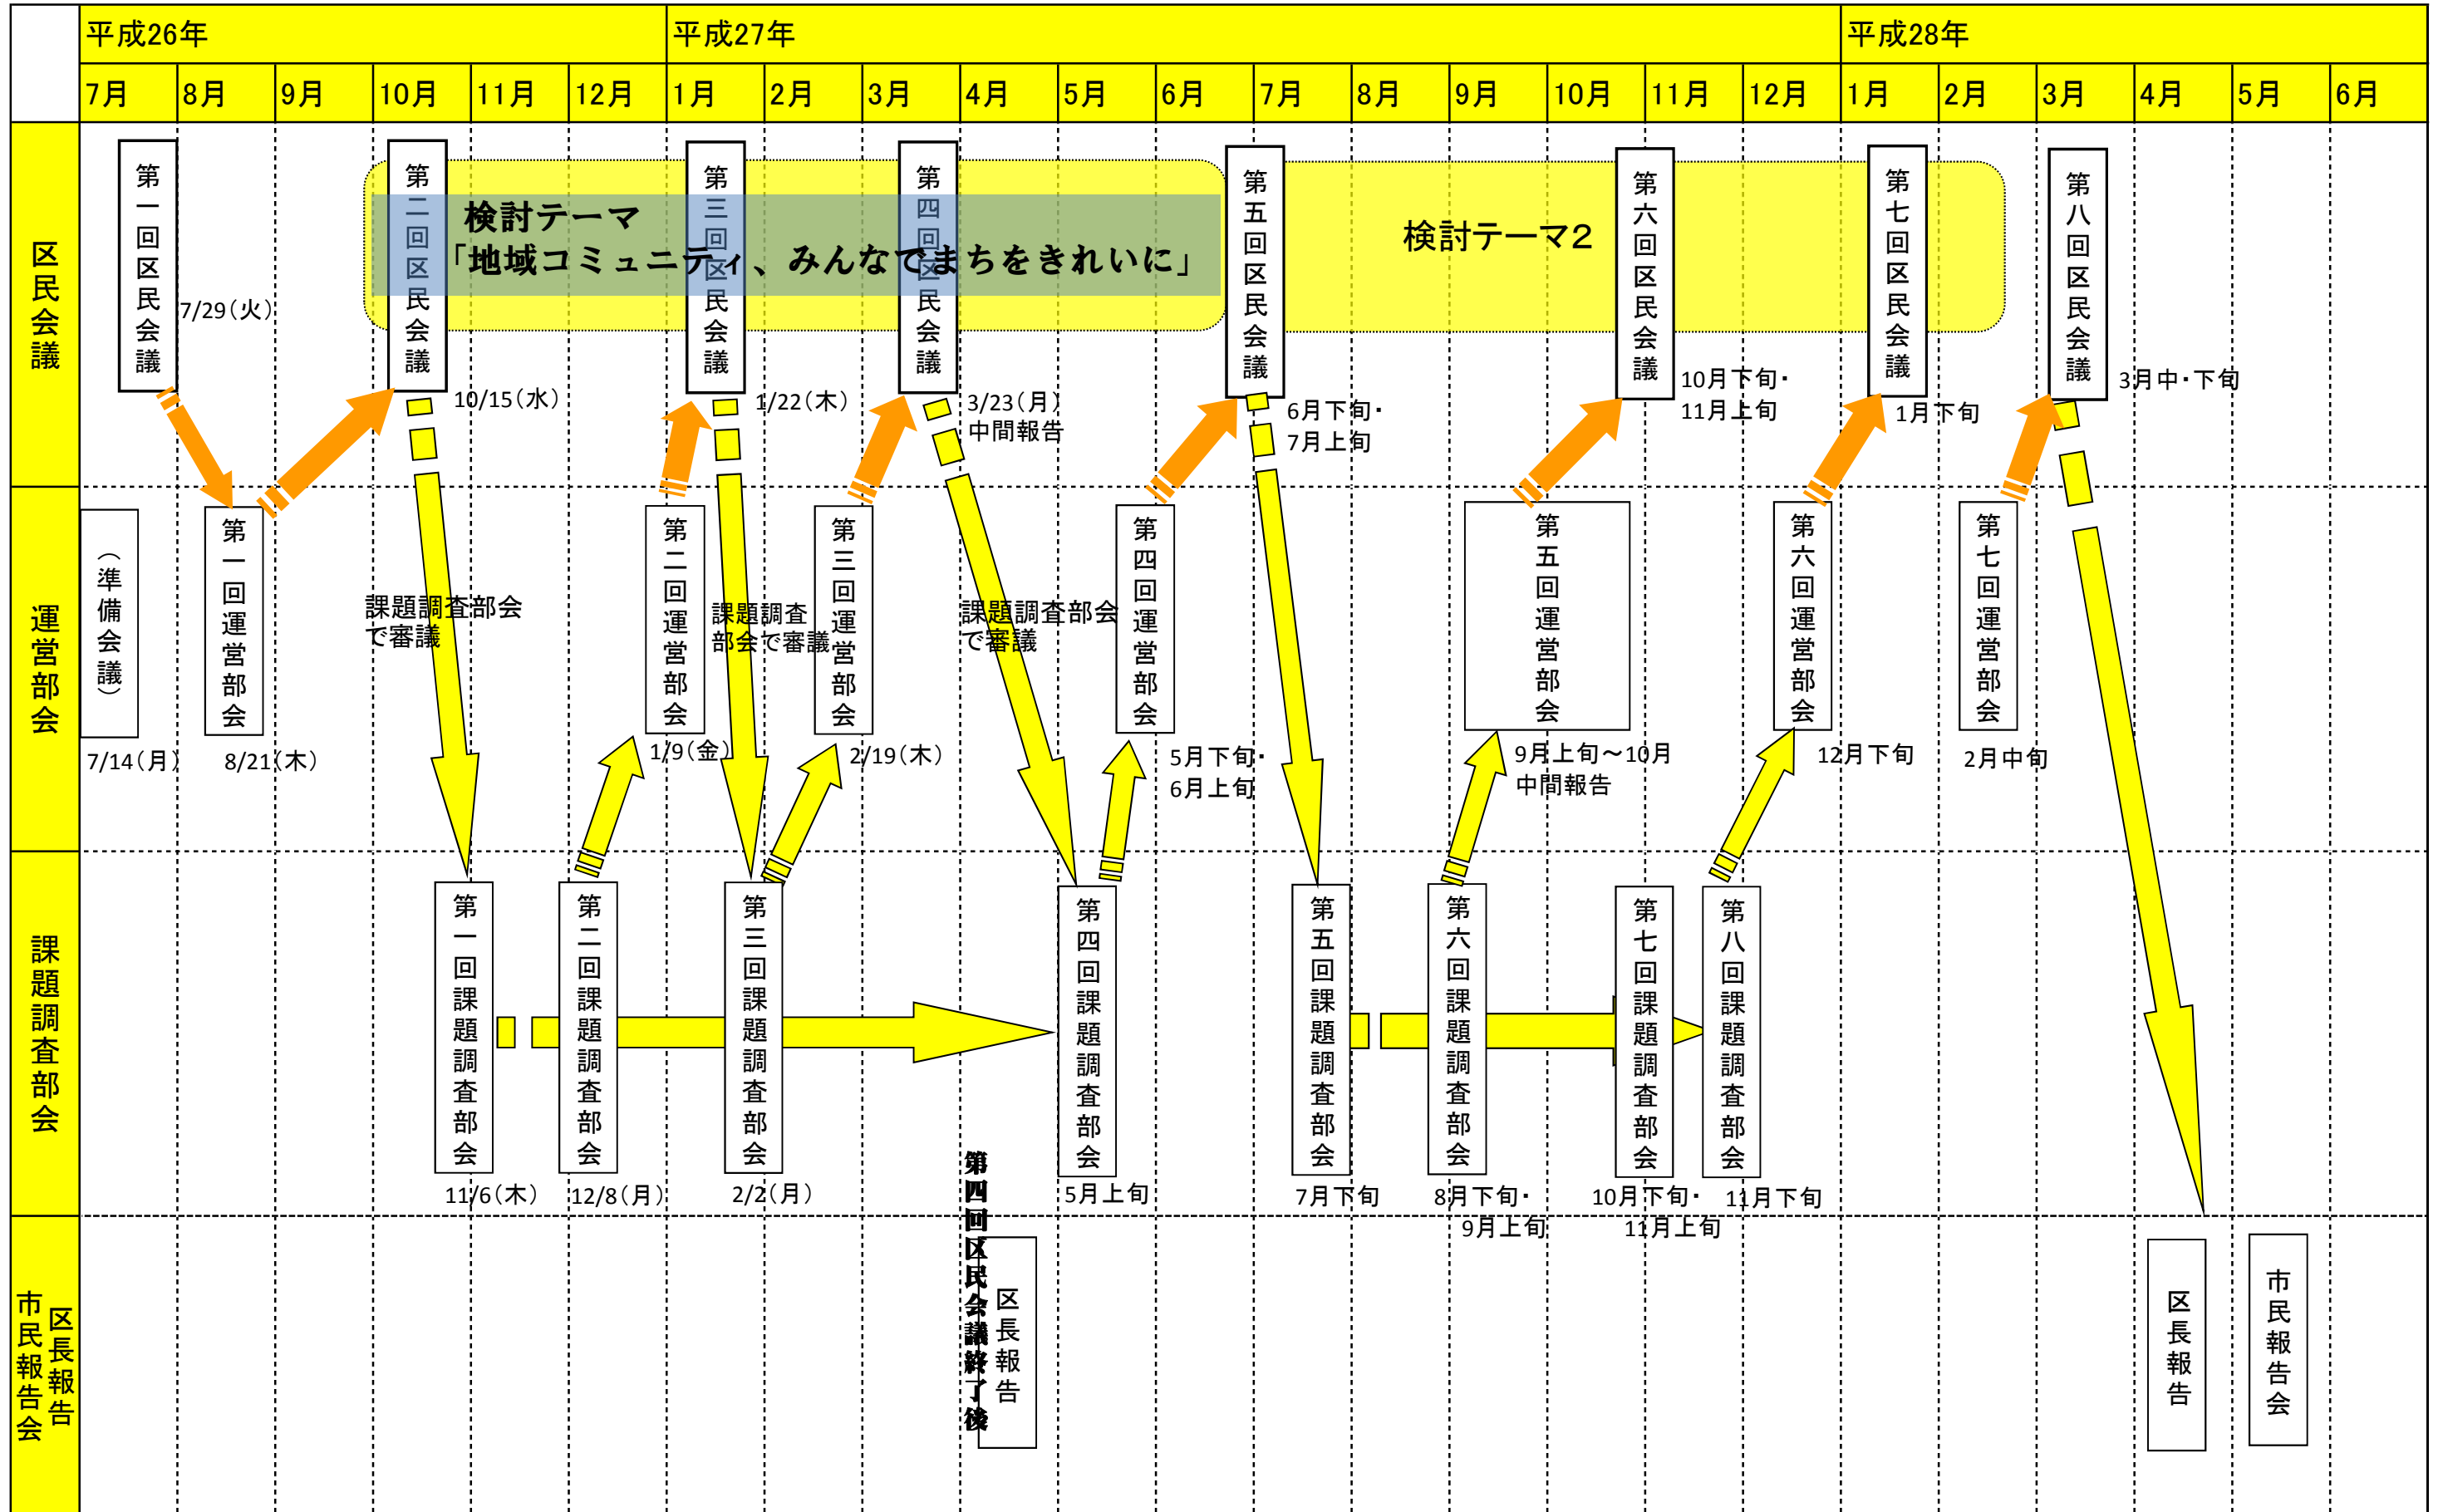 平成26年
平成27年
平成28年
7月 8月 9月 10月 11月 12月 1月 2月 3月 4月 5月 6月 7月 8月 9月 10月 11月 12月 1月 2月 3月 4月 5月 6月
区民会議
第一回区民会議
7/29(火)
第二回区民会議
10/15(水)
検討テーマ
「地域コミュニティ、みんなでまちをきれいに」
第三回区民会議
1/22(木)
第四回区民会議
3/23(月)
中間報告
第五回区民会議
6月下旬・
7月上旬
検討テーマ2
第六回区民会議
10月下旬・
11月上旬
第七回区民会議
1月下旬
第八回区民会議
3月中・下旬
運営部会
（準備会議）
7/14(月)
第一回運営部会
8/21(木)
課題調査部会
で審議
第二回運営部会
1/9(金)
課題調査
部会で審議
第三回運営部会
2/19(木)
課題調査部会
で審議
第四回運営部会
5月下旬・
6月上旬
第五回運営部会
9月上旬～10月
中間報告
第六回運営部会
12月下旬
第七回運営部会
2月中旬
課題調査部会
第一回課題調査部会
11/6(木)
第二回課題調査部会
12/8(月)
第三回課題調査部会
2/2(月)
第四回課題調査部会
5月上旬
第五回課題調査部会
7月下旬
第六回課題調査部会
8月下旬・
9月上旬
第七回課題調査部会
10月下旬・
11月上旬
第八回課題調査部会
11月下旬
区長報告
市民報告会
第四回区民会議終了後
区長報告
区長報告
市民報告会